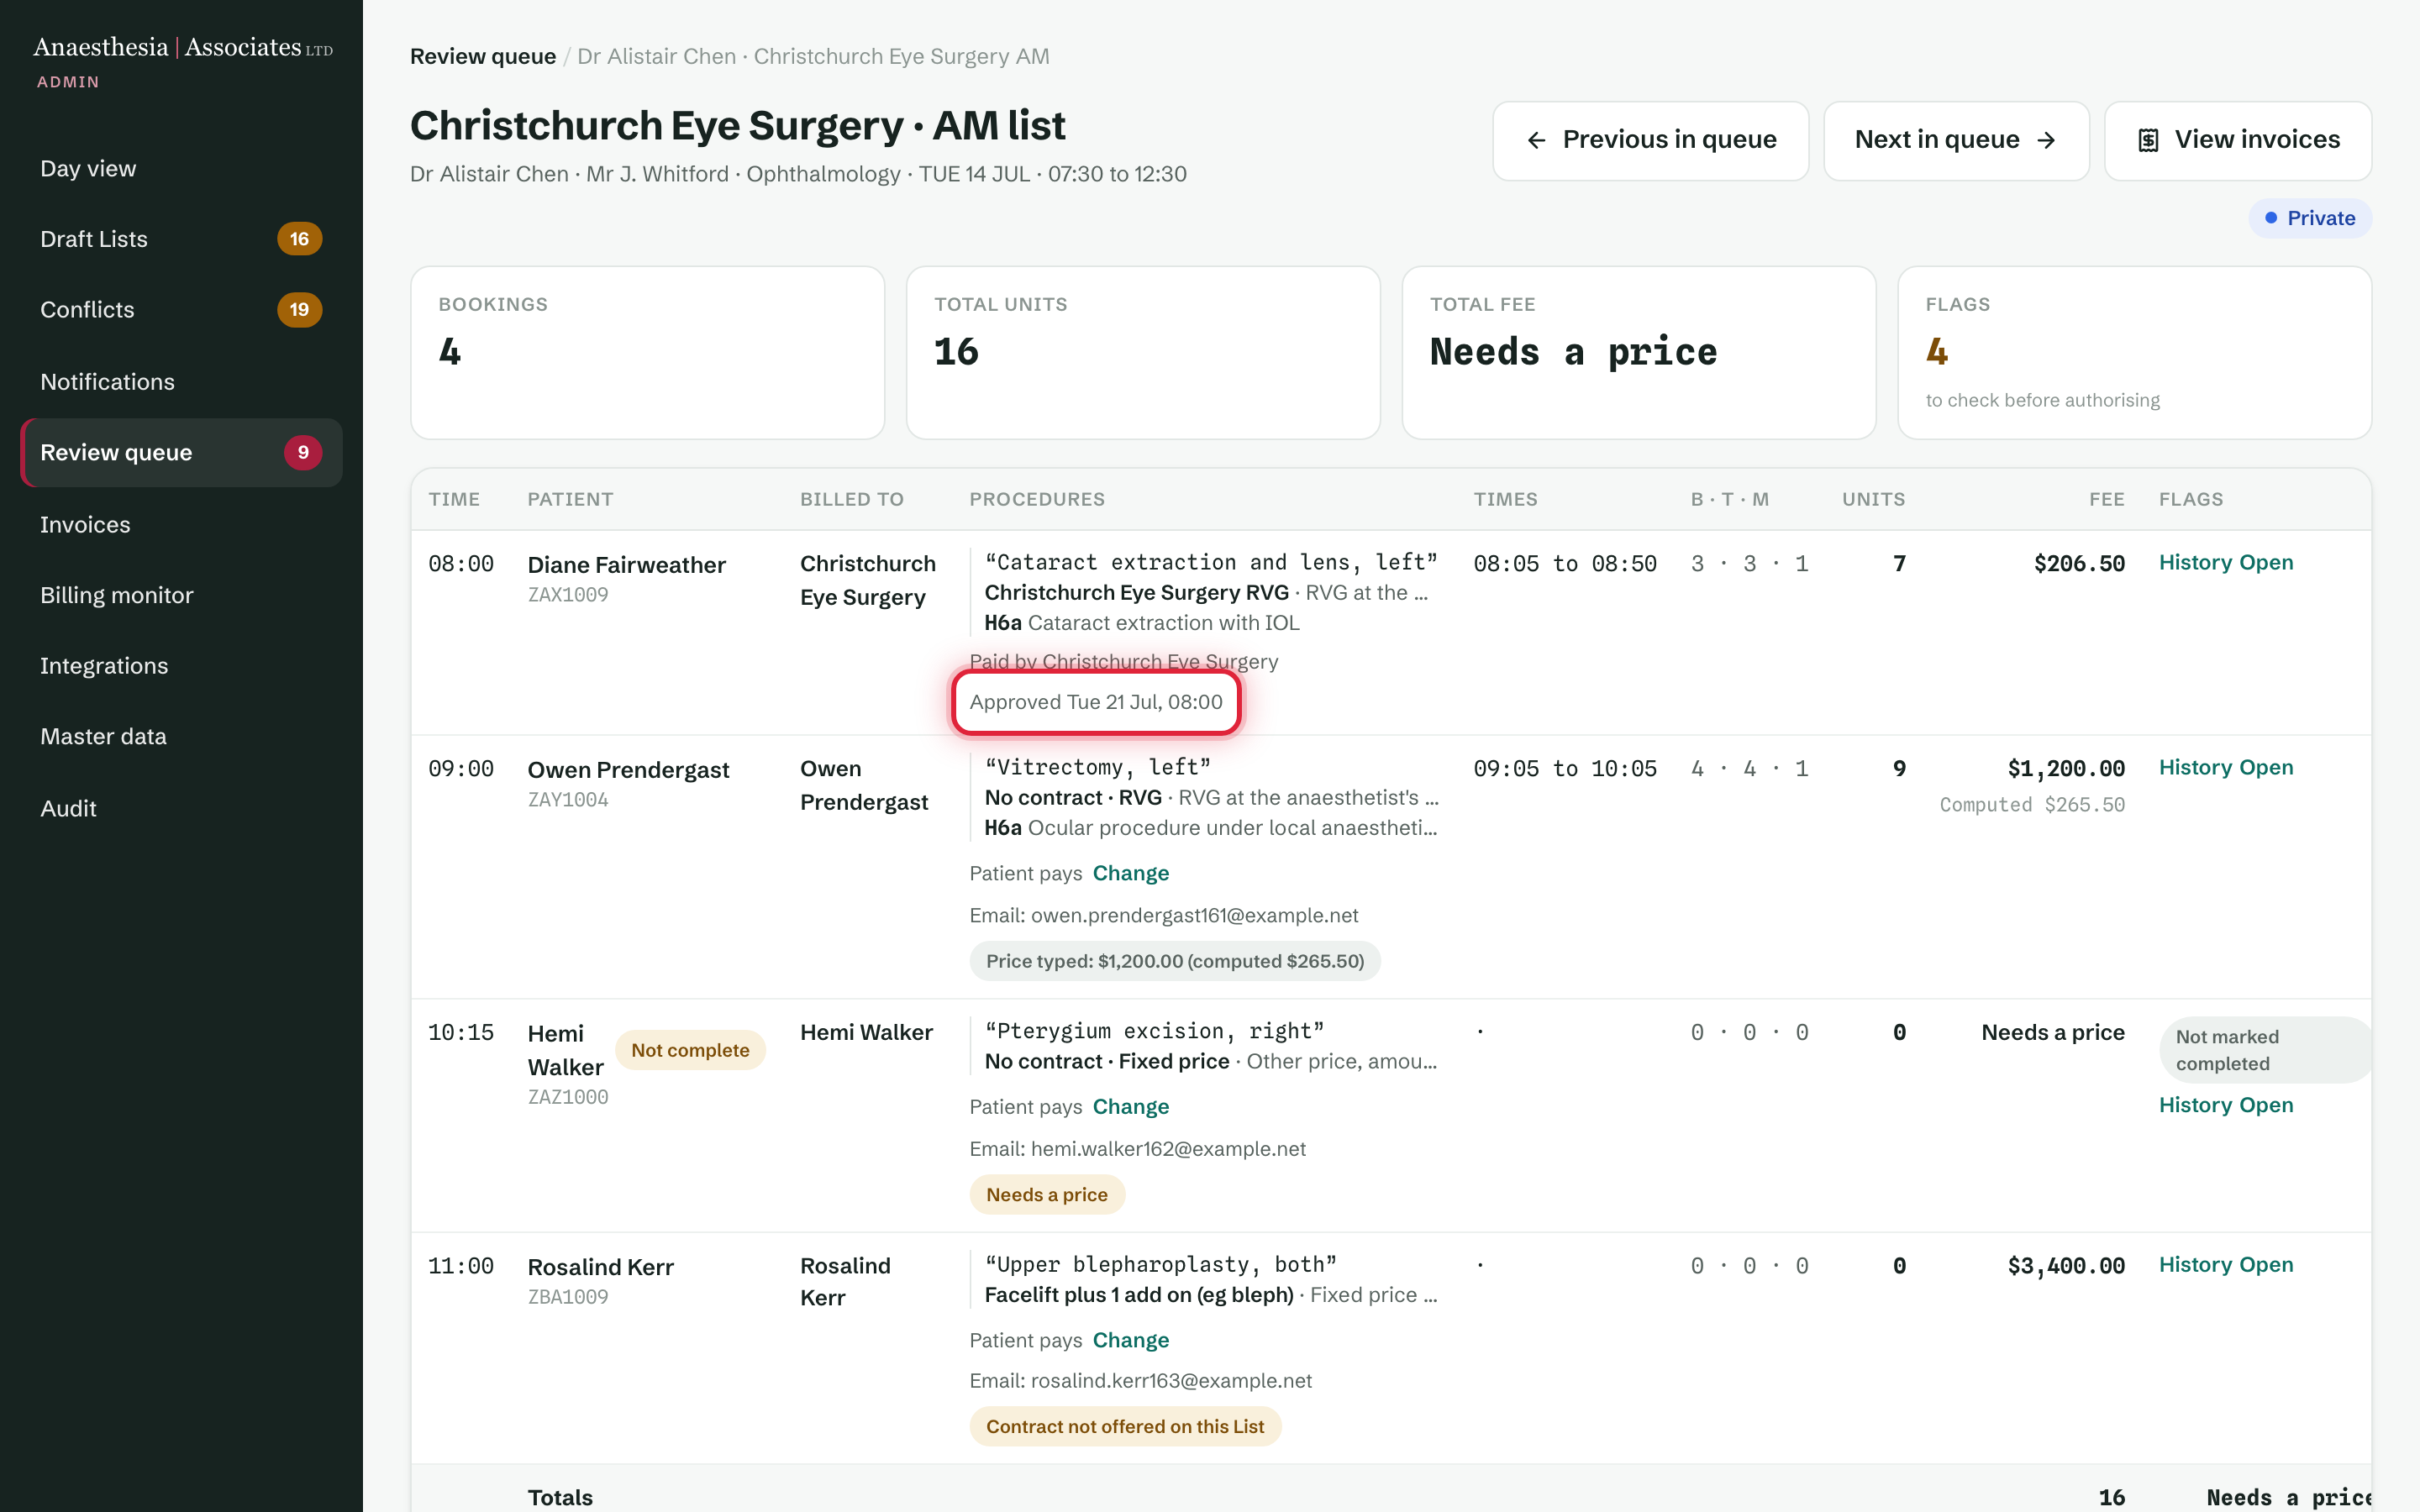 Anaesthesia | Associates LTD
ADMIN
Day view
Draft Lists 16
Conflicts 19
Notifications
Review queue 9
Invoices
Billing monitor
Integrations
Master data
Audit
Review queue / Dr Alistair Chen · Christchurch Eye Surgery AM
Christchurch Eye Surgery · AM list
Dr Alistair Chen · Mr J. Whitford · Ophthalmology · TUE 14 JUL · 07:30 to 12:30
← Previous in queue
Next in queue →
View invoices
Private
BOOKINGS
4
TOTAL UNITS
16
TOTAL FEE
Needs a price
FLAGS
4
to check before authorising
TIME PATIENT BILLED TO PROCEDURES TIMES B · T · M UNITS FEE FLAGS
08:00
Diane Fairweather
ZAX1009
Christchurch
Eye Surgery
“Cataract extraction and lens, left”
Christchurch Eye Surgery RVG · RVG at the ...
H6a Cataract extraction with IOL
Paid by Christchurch Eye Surgery
Approved Tue 21 Jul, 08:00
08:05 to 08:50
3 · 3 · 1
7
$206.50
History Open
09:00
Owen Prendergast
ZAY1004
Owen
Prendergast
“Vitrectomy, left”
No contract · RVG · RVG at the anaesthetist's ...
H6a Ocular procedure under local anaestheti...
Patient pays Change
Email: owen.prendergast161@example.net
Price typed: $1,200.00 (computed $265.50)
09:05 to 10:05
4 · 4 · 1
9
$1,200.00
Computed $265.50
History Open
10:15
Hemi
Walker
Not complete
ZAZ1000
Hemi Walker
“Pterygium excision, right”
No contract · Fixed price · Other price, amou...
Patient pays Change
Email: hemi.walker162@example.net
Needs a price
·
0 · 0 · 0
0
Needs a price
Not marked
completed
History Open
11:00
Rosalind Kerr
ZBA1009
Rosalind
Kerr
“Upper blepharoplasty, both”
Facelift plus 1 add on (eg bleph) · Fixed price ...
Patient pays Change
Email: rosalind.kerr163@example.net
Contract not offered on this List
·
0 · 0 · 0
0
$3,400.00
History Open
Totals 16 Needs a price